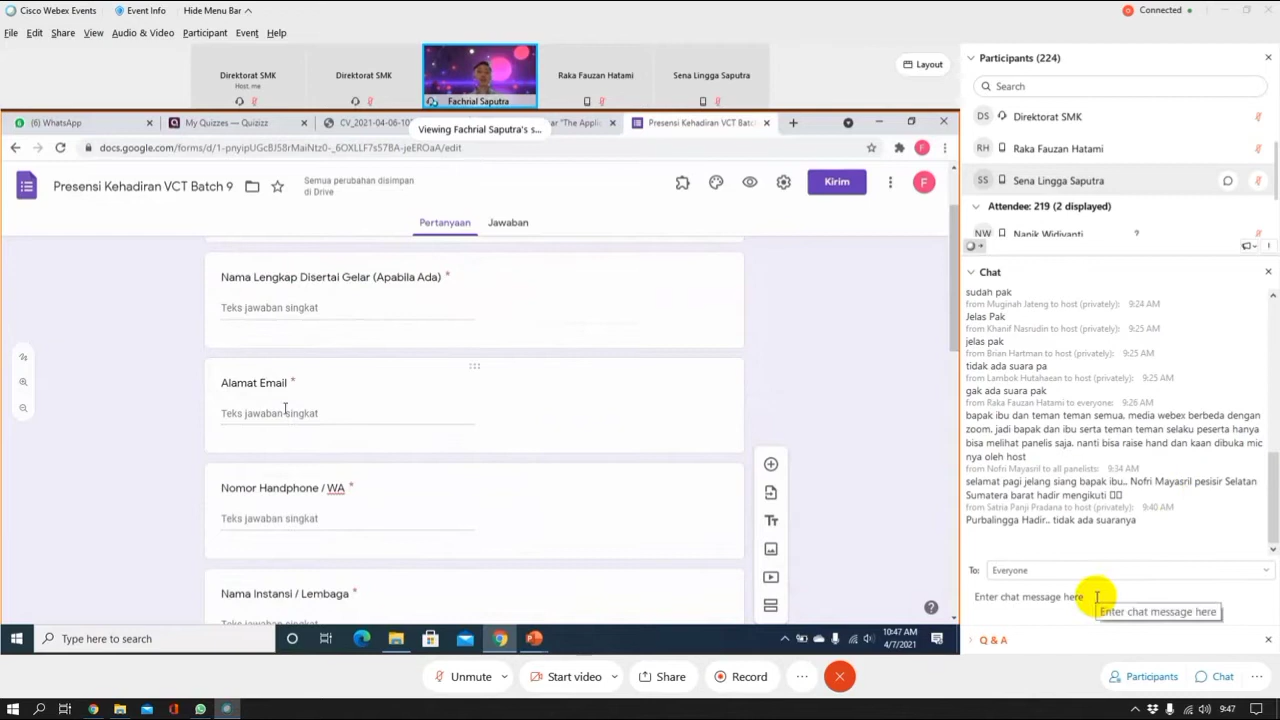 Cisco Webex Events
Event Info
Hide Menu Bar
Connected
File Edit Share View Audio & Video Participant Event Help
Direktorat SMK
Host, me
Direktorat SMK
Fachrial Saputra
Raka Fauzan Hatami
Sena Lingga Saputra
Layout
(6) WhatsApp
My Quizzes — Quizizz
Viewing Fachrial Saputra's s...
Presensi Kehadiran VCT Batch
Presensi Kehadiran VCT Batch 9
Semua perubahan disimpan
di Drive
Kirim
F
Pertanyaan
Jawaban
Nama Lengkap Disertai Gelar (Apabila Ada) *
Teks jawaban singkat
Alamat Email *
Teks jawaban singkat
Nomor Handphone / WA *
Teks jawaban singkat
Nama Instansi / Lembaga *
Type here to search
10:47 AM
4/7/2021
Participants (224)
Search
DS Direktorat SMK
RH Raka Fauzan Hatami
SS Sena Lingga Saputra
Attendee: 219 (2 displayed)
NW Nanik Widiyanti
Chat
sudah pak
from Muginah Jateng to host (privately): 9:24 AM
Jelas Pak
from Khanif Nasrudin to host (privately): 9:25 AM
jelas pak
from Brian Hartman to host (privately): 9:25 AM
tidak ada suara pa
from Lambok Hutahaean to host (privately): 9:25 AM
gak ada suara pak
from Raka Fauzan Hatami to everyone: 9:26 AM
bapak ibu dan teman teman semua, media webex berbeda dengan
zoom. jadi bapak dan ibu serta teman teman selaku peserta hanya
bisa melihat panelis saja. nanti bisa raise hand dan kaan dibuka mic
nya oleh host
from Nofri Mayasril to all panelists: 9:34 AM
selamat pagi jelang siang bapak ibu.. Nofri Mayasril pesisir Selatan
Sumatera barat hadir mengikuti
from Satria Panji Pradana to host (privately): 9:40 AM
Purbalingga Hadir.. tidak ada suaranya
To: Everyone
Enter chat message here
Enter chat message here
Q & A
Unmute
Start video
Share
Record
Participants
Chat
9:47